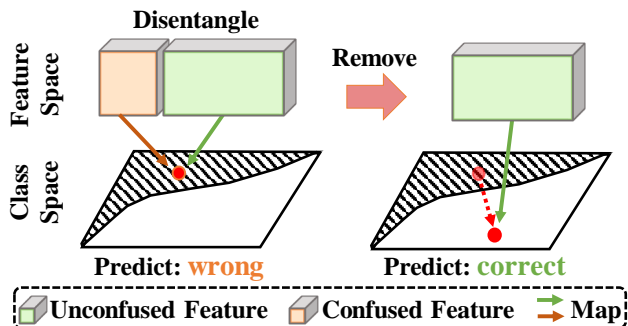 Disentangle
Remove
Feature
Space
Class
Space
Predict: wrong
Predict: correct
Unconfused Feature
Confused Feature
Map